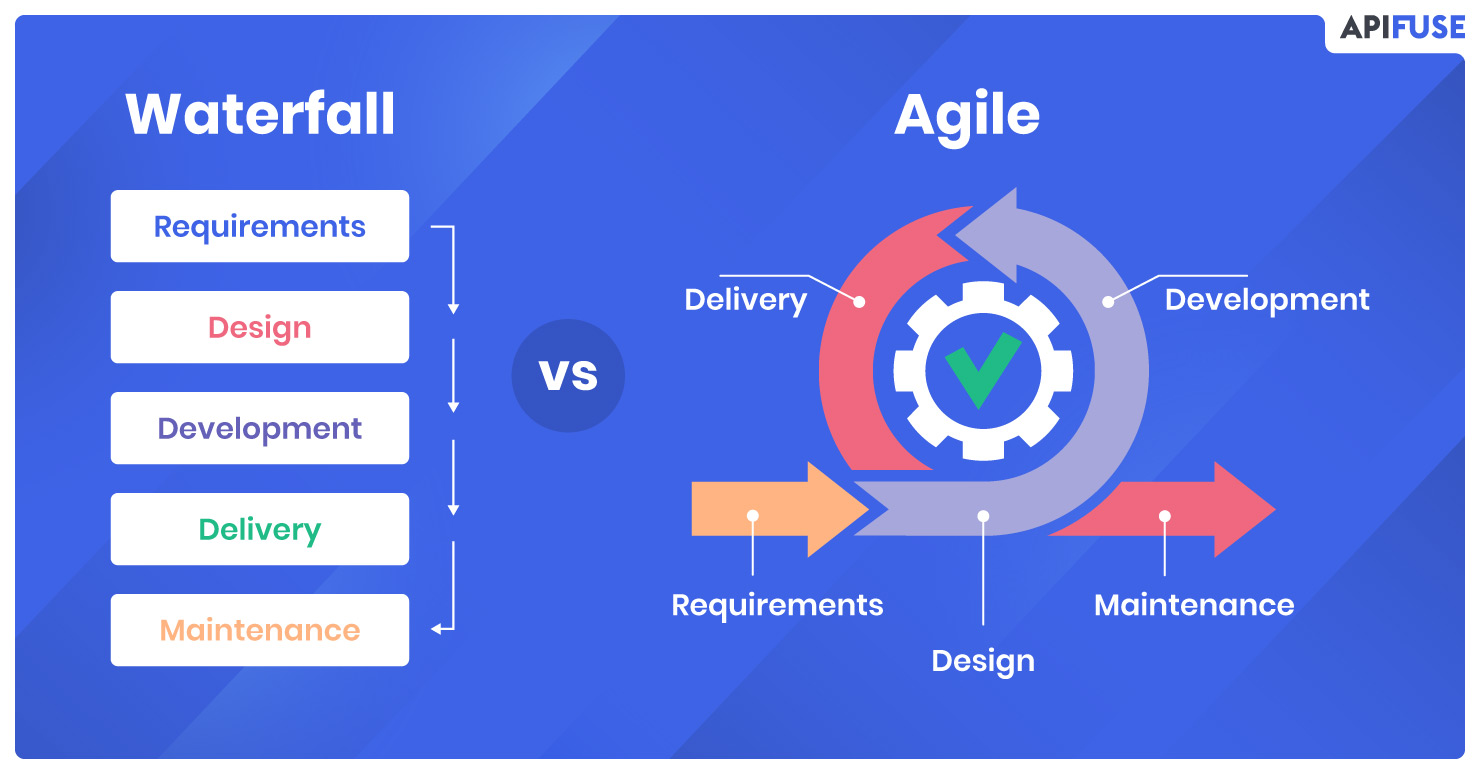 APIFUSE
Waterfall
Requirements
Design
Development
Delivery
Maintenance
vs
Agile
Delivery
Development
Requirements
Maintenance
Design